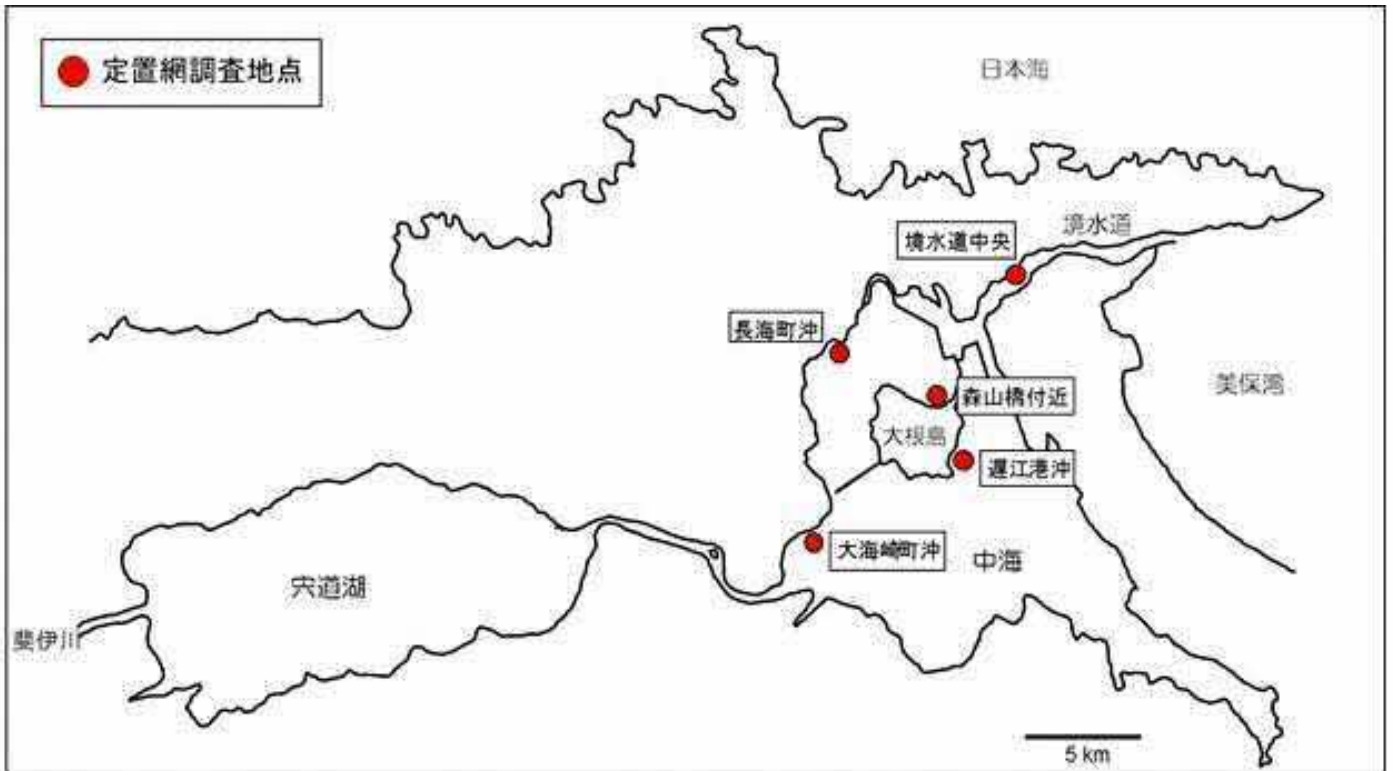 定置網調査地点
日本海
境水道
境水道中央
長海町沖
美保湾
森山橋付近
大根島
遅江港沖
大海崎町沖
中海
宍道湖
斐伊川
5 km